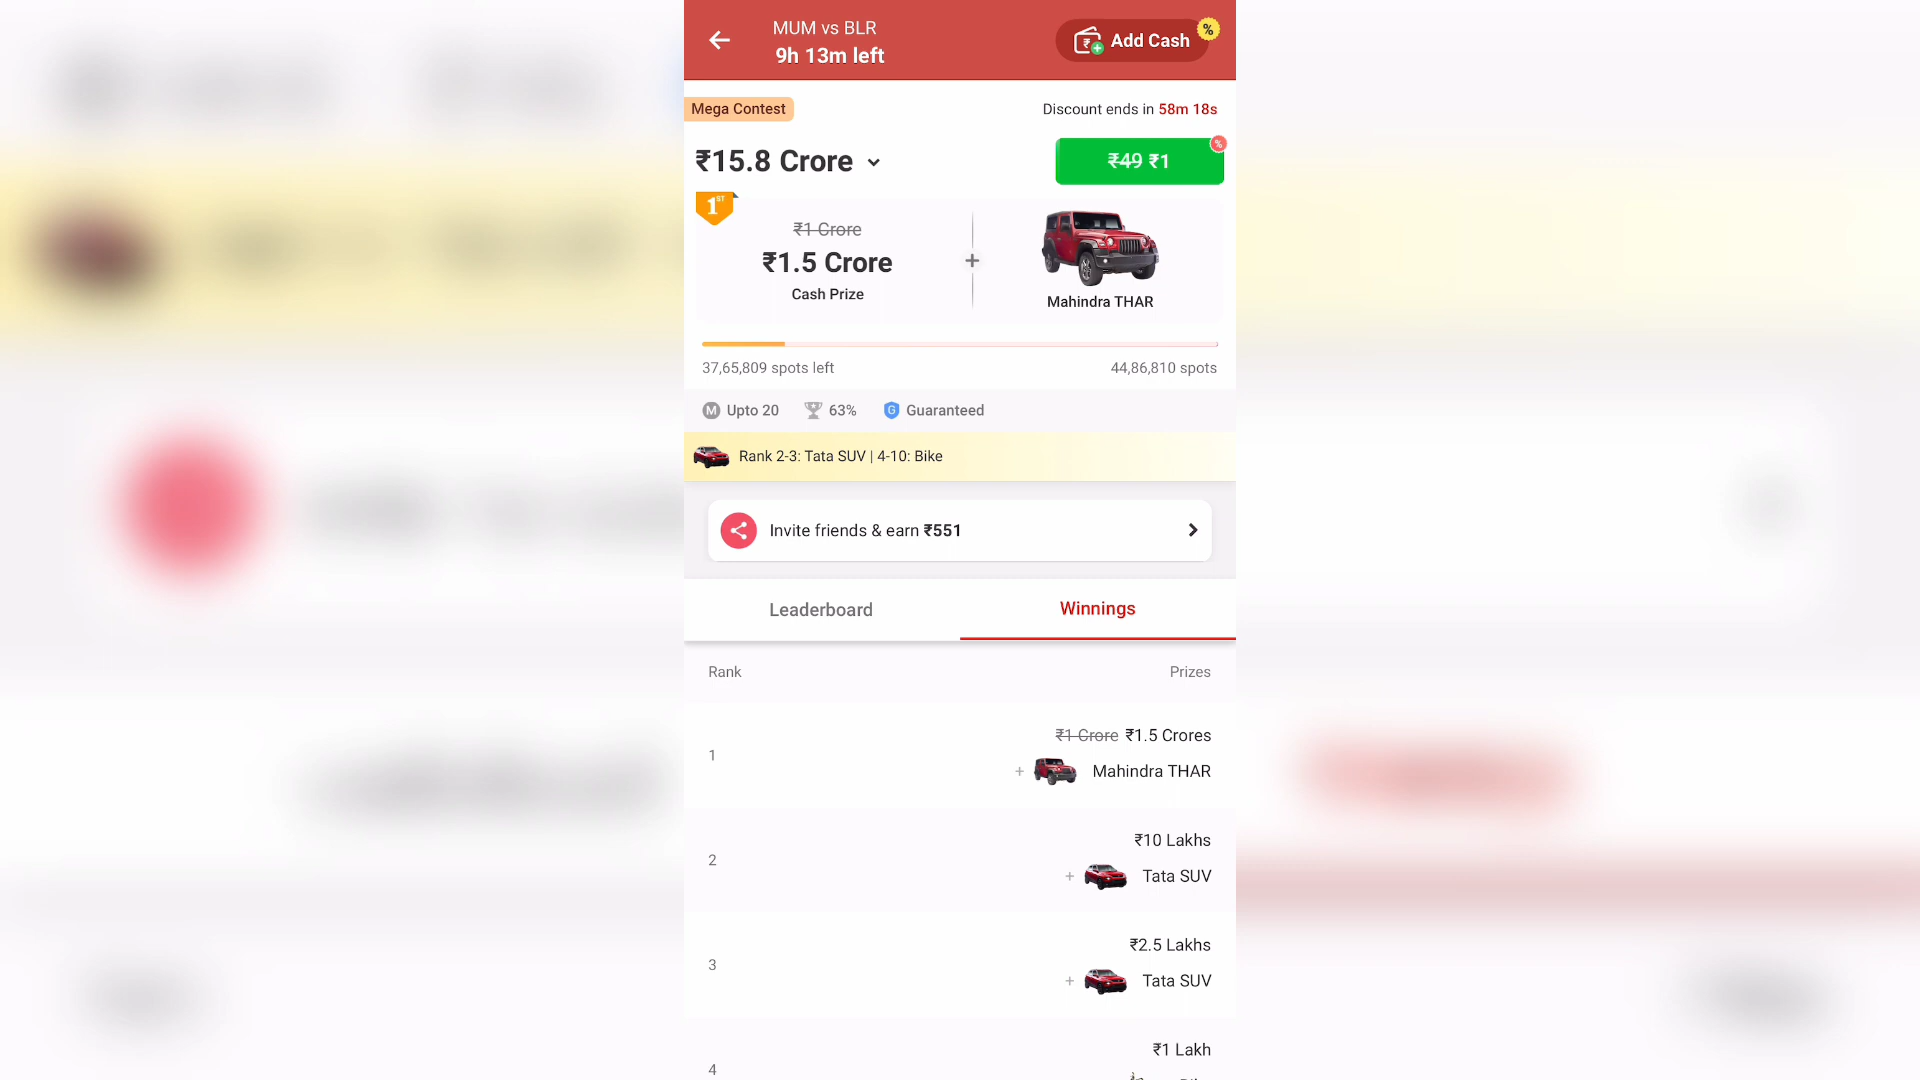 MUM vs BLR
9h 13m left
Add Cash
%
Mega Contest
Discount ends in 58m 18s
₹15.8 Crore
₹49 ₹1
%
1ST
₹1 Crore
₹1.5 Crore
Cash Prize
+
Mahindra THAR
37,65,809 spots left
44,86,810 spots
M Upto 20
63%
G Guaranteed
Rank 2-3: Tata SUV | 4-10: Bike
Invite friends & earn ₹551
Leaderboard
Winnings
Rank
Prizes
1
₹1 Crore ₹1.5 Crores
+ Mahindra THAR
2
₹10 Lakhs
+ Tata SUV
3
₹2.5 Lakhs
+ Tata SUV
4
₹1 Lakh